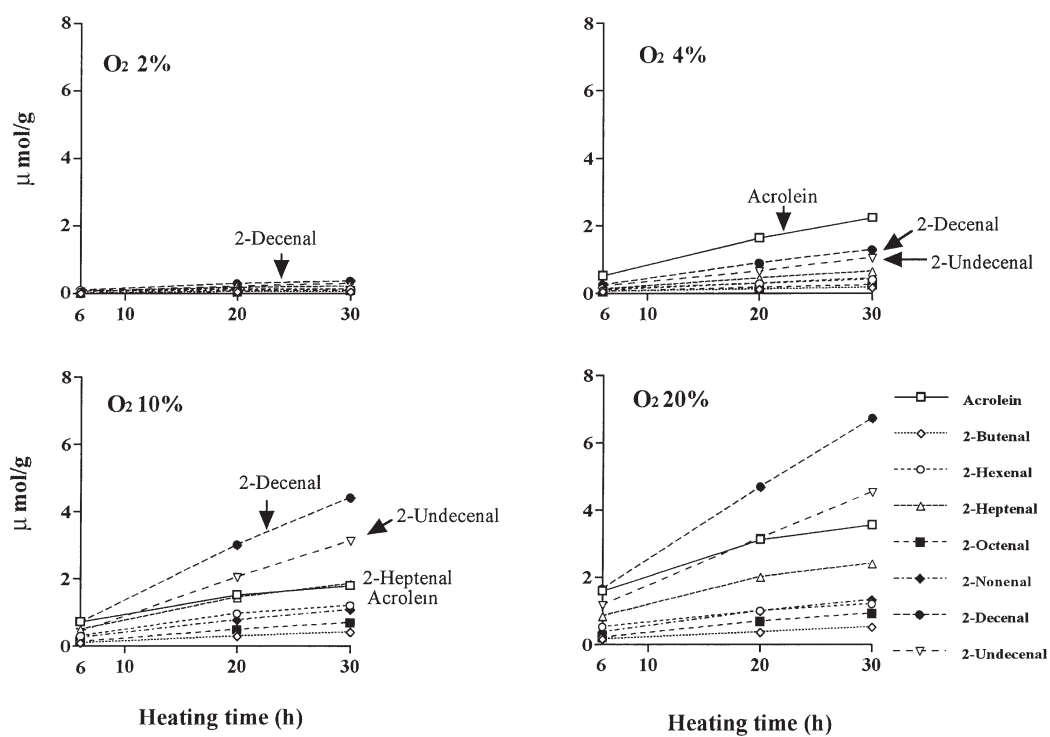 8
O2 2%
6
μ mol/g
4
2
2-Decenal
0
6 10 20 30
8
O2 4%
6
4
Acrolein
2
2-Decenal
2-Undecenal
0
6 10 20 30
8
O2 10%
6
μ mol/g
2-Decenal
4
2-Undecenal
2
2-Heptenal
Acrolein
0
6 10 20 30
Heating time (h)
8
O2 20%
6
4
2
0
6 10 20 30
Heating time (h)
Acrolein
2-Butenal
2-Hexenal
2-Heptenal
2-Octenal
2-Nonenal
2-Decenal
2-Undecenal